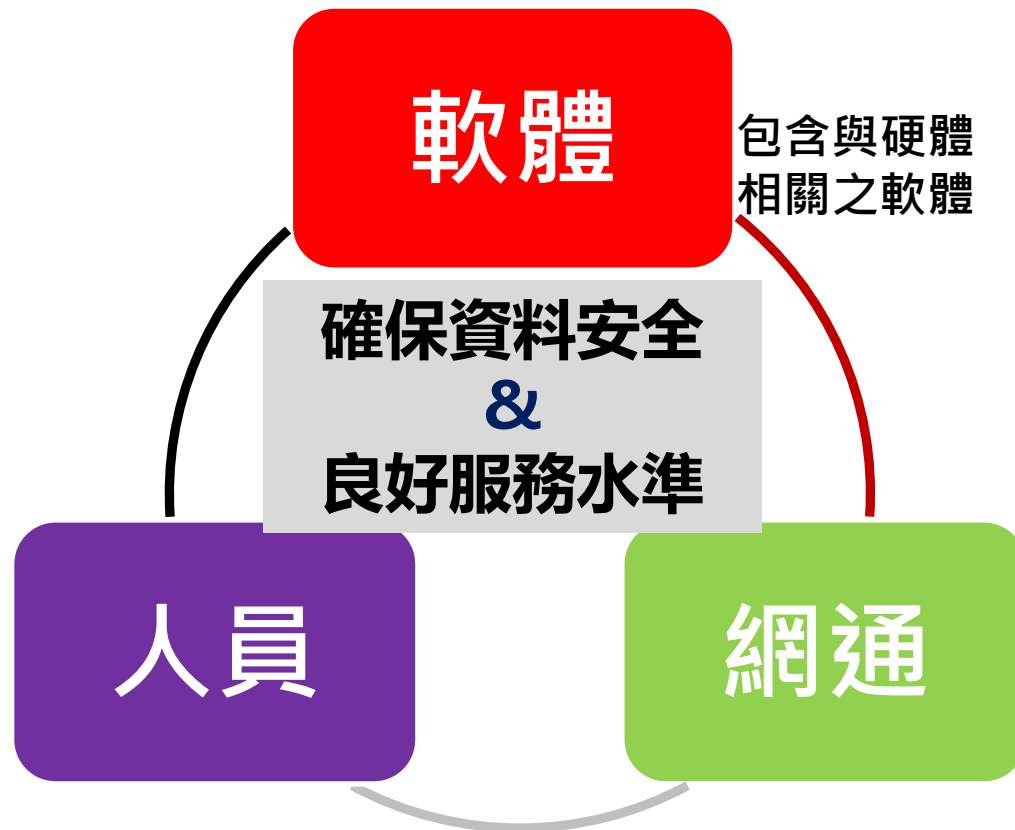 軟體
包含與硬體
相關之軟體
確保資料安全
&
良好服務水準
人員
網通